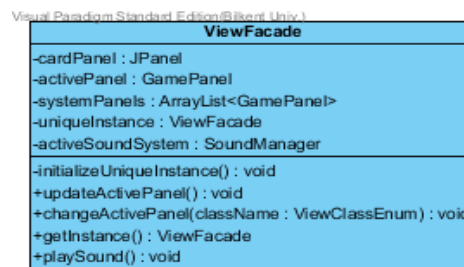 Visual Paradigm Standard Edition(Bilkent Univ.)
ViewFacade
-cardPanel : JPanel
-activePanel : GamePanel
-systemPanels : ArrayList<GamePanel>
-uniqueInstance : ViewFacade
-activeSoundSystem : SoundManager
-initializeUniqueInstance() : void
+updateActivePanel() : void
+changeActivePanel(className : ViewClassEnum) : void
+getInstance() : ViewFacade
+playSound() : void